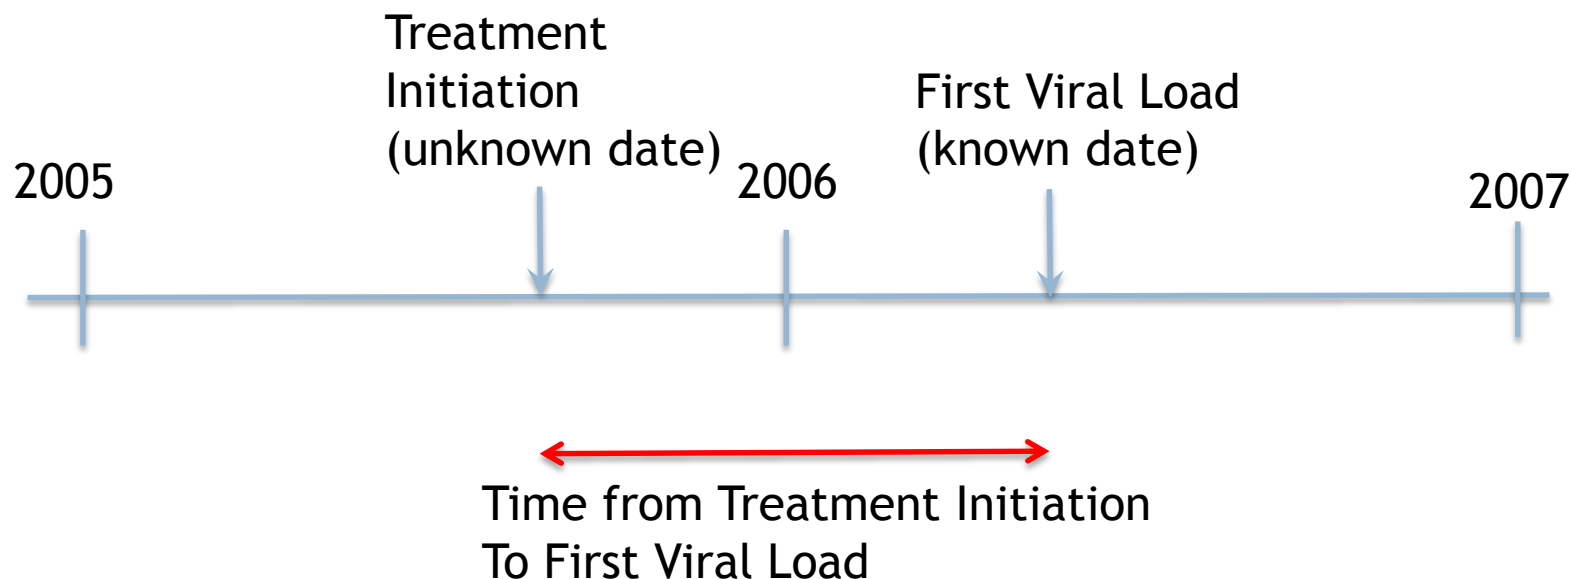 Treatment
Initiation
(unknown date)
First Viral Load
(known date)
2005
2006
2007
Time from Treatment Initiation
To First Viral Load